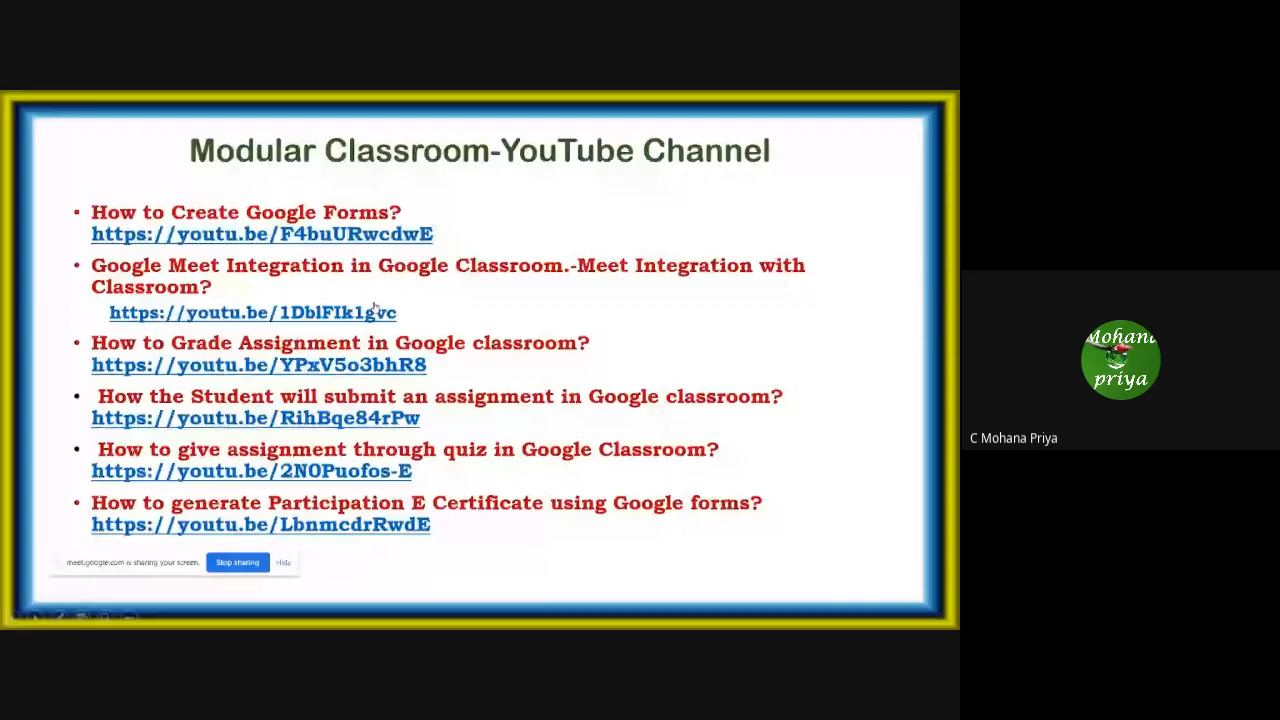 Modular Classroom-YouTube Channel
• How to Create Google Forms?
https://youtu.be/F4buURwcdwE
• Google Meet Integration in Google Classroom.-Meet Integration with
Classroom?
https://youtu.be/1DblFIk1gvc
• How to Grade Assignment in Google classroom?
https://youtu.be/YPxV5o3bhR8
• How the Student will submit an assignment in Google classroom?
https://youtu.be/RihBqe84rPw
• How to give assignment through quiz in Google Classroom?
https://youtu.be/2N0Puofos-E
• How to generate Participation E Certificate using Google forms?
https://youtu.be/LbnmcdrRwdE
meet.google.com is sharing your screen. Stop sharing Hide
Mohana
priya
C Mohana Priya